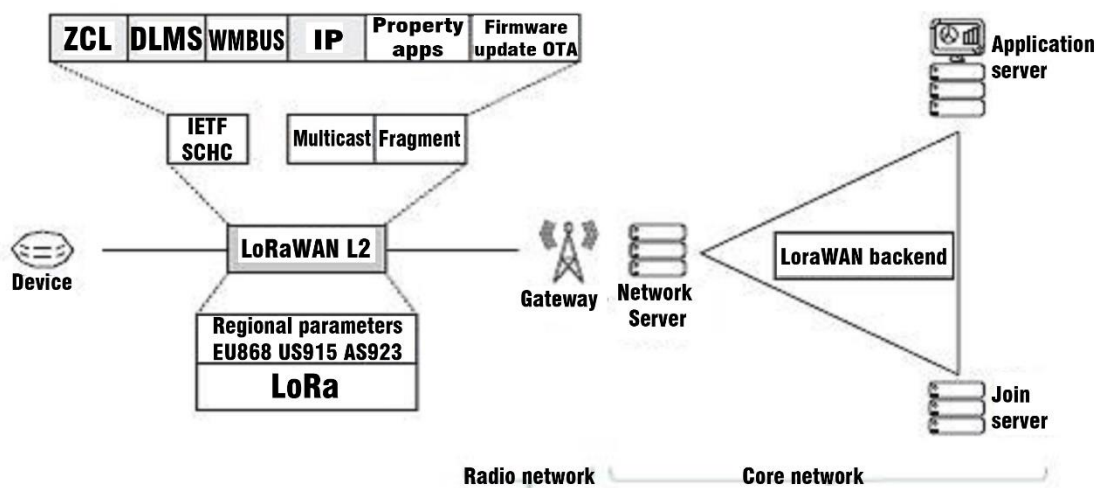 ZCL DLMS WMBUS IP Property apps Firmware update OTA
IETF SCHC
Multicast Fragment
LoRaWAN L2
Device
Regional parameters
EU868 US915 AS923
LoRa
Gateway
Network
Server
LoraWAN backend
Application
server
Join
server
Radio network
Core network